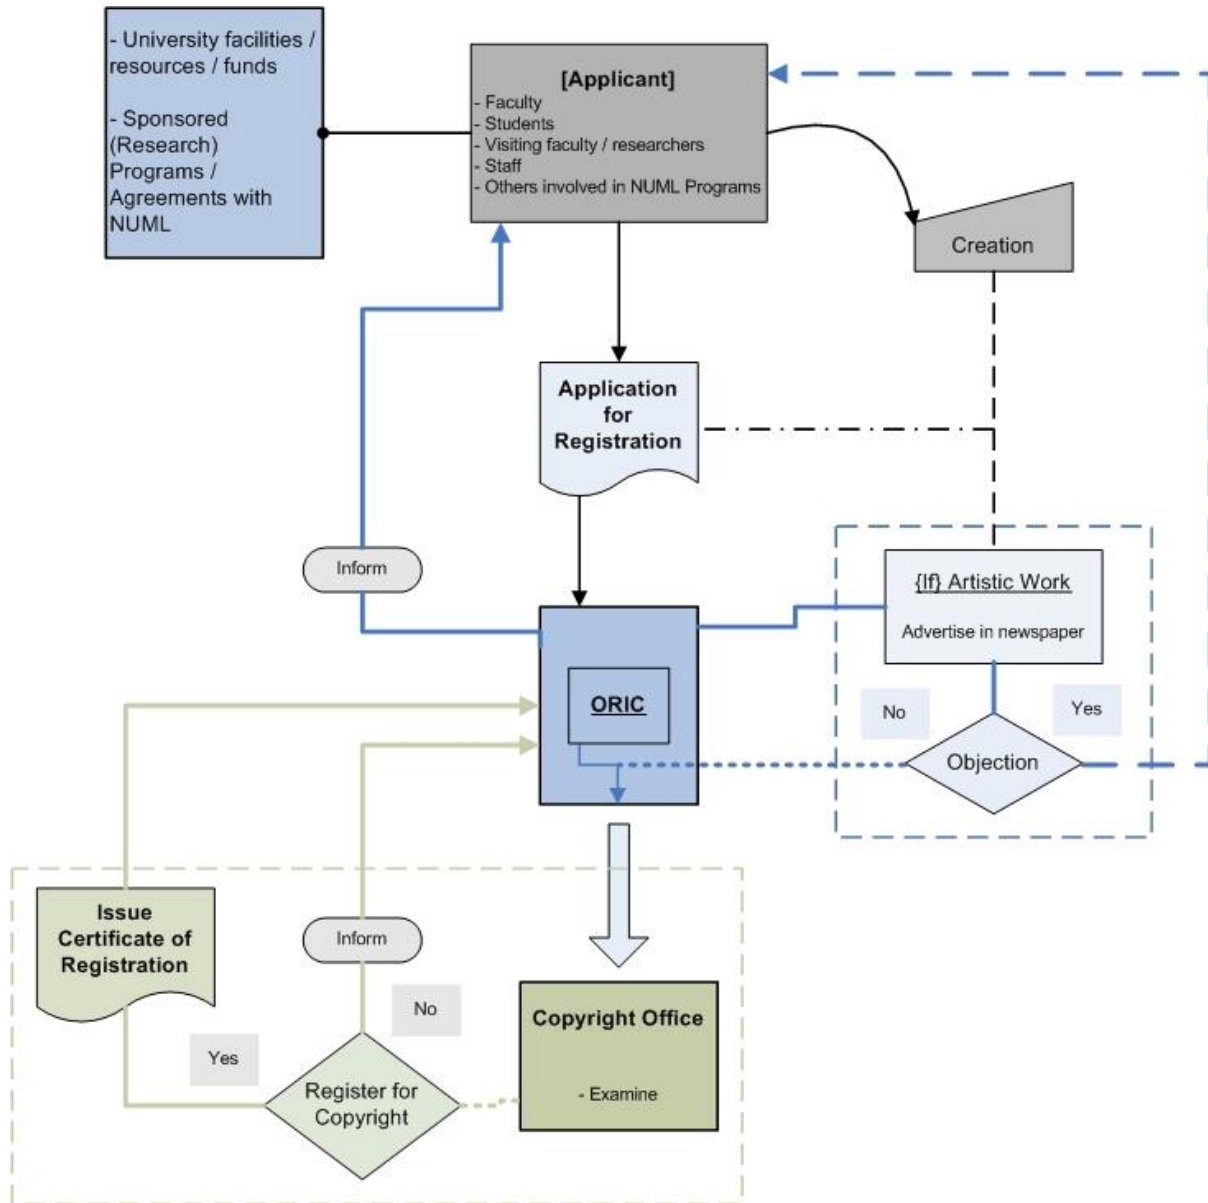 - University facilities /
resources / funds
- Sponsored
(Research)
Programs /
Agreements with
NUML
[Applicant]
- Faculty
- Students
- Visiting faculty / researchers
- Staff
- Others involved in NUML Programs
Creation
Application
for
Registration
Inform
{If} Artistic Work
Advertise in newspaper
ORIC
No
Yes
Objection
Issue
Certificate of
Registration
Inform
No
Yes
Register for
Copyright
Copyright Office
- Examine